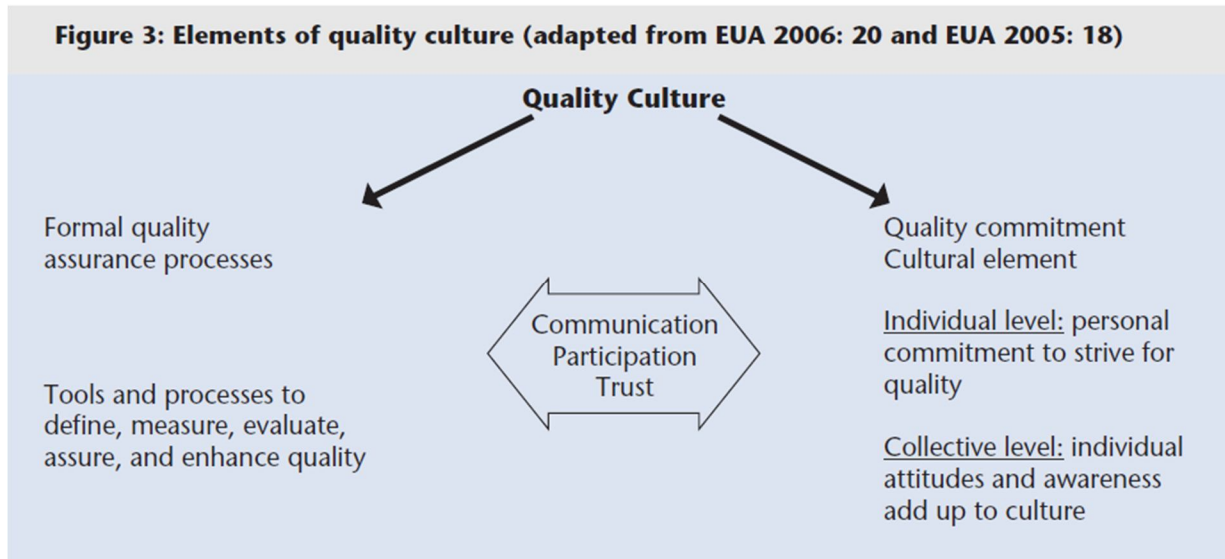 Figure 3: Elements of quality culture (adapted from EUA 2006: 20 and EUA 2005: 18)
Quality Culture
Formal quality
assurance processes
Tools and processes to
define, measure, evaluate,
assure, and enhance quality
Communication
Participation
Trust
Quality commitment
Cultural element
Individual level: personal
commitment to strive for
quality
Collective level: individual
attitudes and awareness
add up to culture